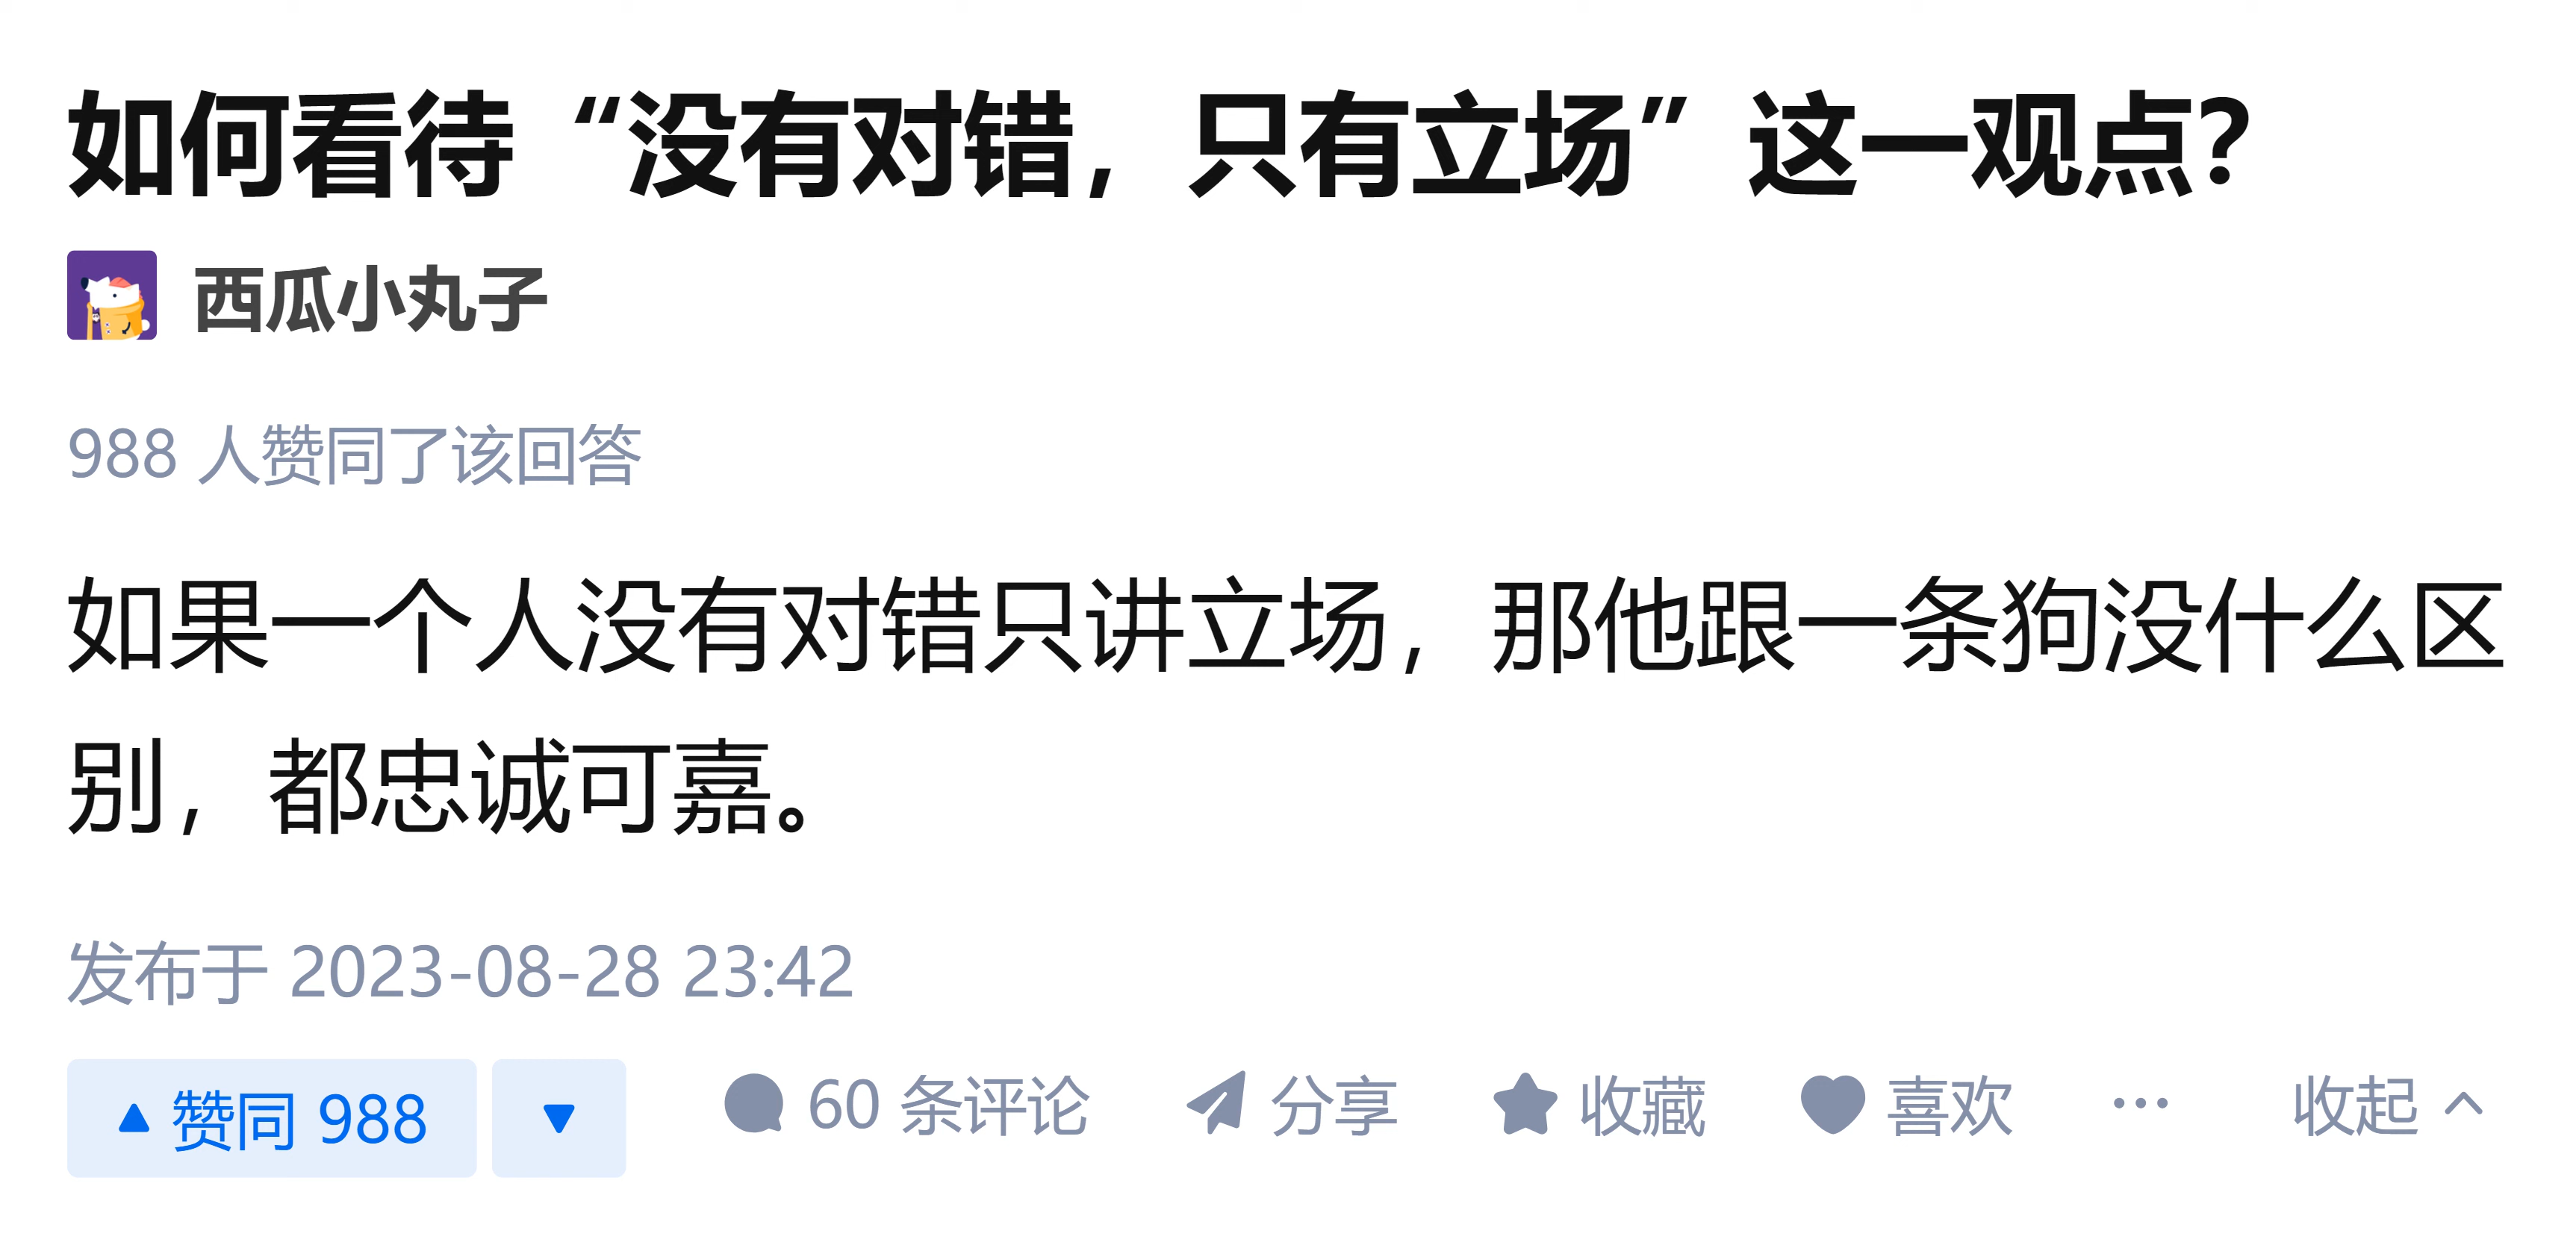 如何看待“没有对错，只有立场”这一观点?
西瓜小丸子
988 人赞同了该回答
如果一个人没有对错只讲立场，那他跟一条狗没什么区
别，都忠诚可嘉。
发布于 2023-08-28 23:42
赞同 988 60 条评论 分享 收藏 喜欢 ··· 收起